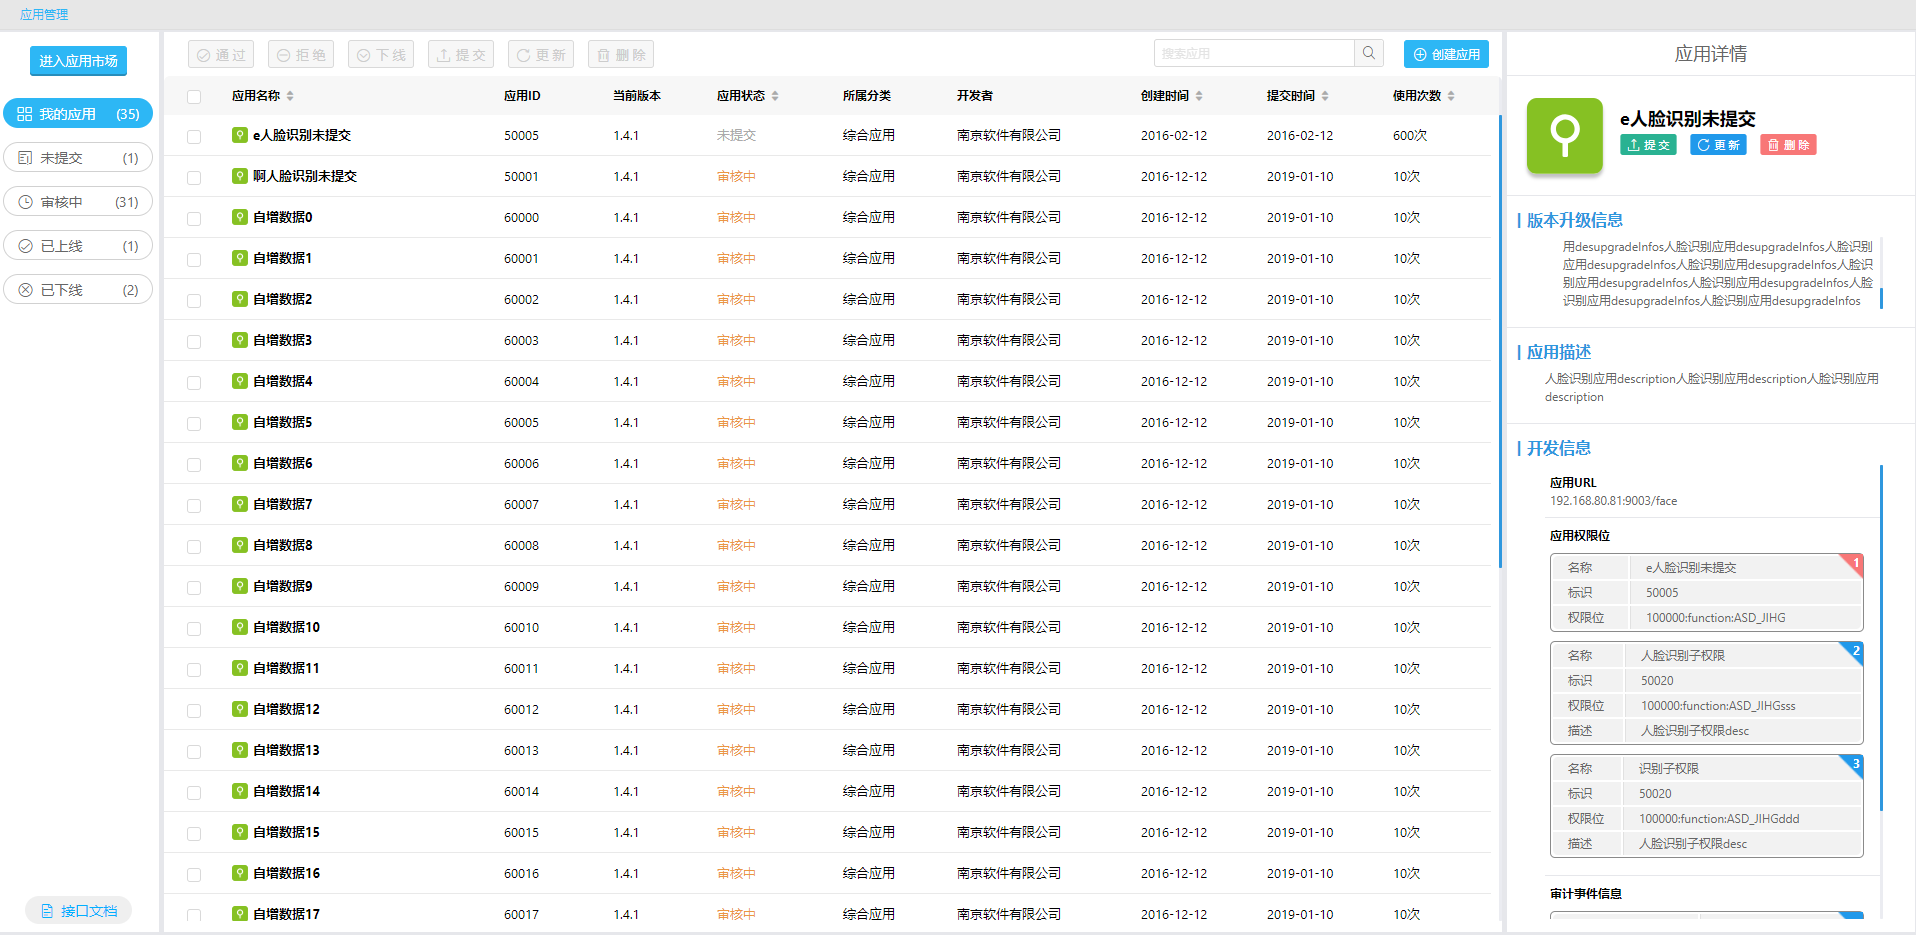 应用管理
进入应用市场
我的应用 (35)
未提交 (1)
审核中 (31)
已上线 (1)
已下线 (2)
接口文档
通过 拒绝 下线 提交 更新 删除 搜索应用 创建应用
应用名称 应用ID 当前版本 应用状态 所属分类 开发者 创建时间 提交时间 使用次数
e人脸识别未提交 50005 1.4.1 未提交 综合应用 南京软件有限公司 2016-02-12 2016-02-12 600次
啊人脸识别未提交 50001 1.4.1 审核中 综合应用 南京软件有限公司 2016-12-12 2019-01-10 10次
自增数据0 60000 1.4.1 审核中 综合应用 南京软件有限公司 2016-12-12 2019-01-10 10次
自增数据1 60001 1.4.1 审核中 综合应用 南京软件有限公司 2016-12-12 2019-01-10 10次
自增数据2 60002 1.4.1 审核中 综合应用 南京软件有限公司 2016-12-12 2019-01-10 10次
自增数据3 60003 1.4.1 审核中 综合应用 南京软件有限公司 2016-12-12 2019-01-10 10次
自增数据4 60004 1.4.1 审核中 综合应用 南京软件有限公司 2016-12-12 2019-01-10 10次
自增数据5 60005 1.4.1 审核中 综合应用 南京软件有限公司 2016-12-12 2019-01-10 10次
自增数据6 60006 1.4.1 审核中 综合应用 南京软件有限公司 2016-12-12 2019-01-10 10次
自增数据7 60007 1.4.1 审核中 综合应用 南京软件有限公司 2016-12-12 2019-01-10 10次
自增数据8 60008 1.4.1 审核中 综合应用 南京软件有限公司 2016-12-12 2019-01-10 10次
自增数据9 60009 1.4.1 审核中 综合应用 南京软件有限公司 2016-12-12 2019-01-10 10次
自增数据10 60010 1.4.1 审核中 综合应用 南京软件有限公司 2016-12-12 2019-01-10 10次
自增数据11 60011 1.4.1 审核中 综合应用 南京软件有限公司 2016-12-12 2019-01-10 10次
自增数据12 60012 1.4.1 审核中 综合应用 南京软件有限公司 2016-12-12 2019-01-10 10次
自增数据13 60013 1.4.1 审核中 综合应用 南京软件有限公司 2016-12-12 2019-01-10 10次
自增数据14 60014 1.4.1 审核中 综合应用 南京软件有限公司 2016-12-12 2019-01-10 10次
自增数据15 60015 1.4.1 审核中 综合应用 南京软件有限公司 2016-12-12 2019-01-10 10次
自增数据16 60016 1.4.1 审核中 综合应用 南京软件有限公司 2016-12-12 2019-01-10 10次
自增数据17 60017 1.4.1 审核中 综合应用 南京软件有限公司 2016-12-12 2019-01-10 10次
应用详情
e人脸识别未提交
提交 更新 删除
版本升级信息
用desupgradeInfos人脸识别应用desupgradeInfos人脸识别
应用desupgradeInfos人脸识别应用desupgradeInfos人脸识
别应用desupgradeInfos人脸识别应用desupgradeInfos人脸
识别应用desupgradeInfos人脸识别应用desupgradeInfos
应用描述
人脸识别应用description人脸识别应用description人脸识别应用
description
开发信息
应用URL
192.168.80.81:9003/face
应用权限位
1
名称 e人脸识别未提交
标识 50005
权限位 100000:function:ASD_JIHG
2
名称 人脸识别子权限
标识 50020
权限位 100000:function:ASD_JIHGsss
描述 人脸识别子权限desc
3
名称 识别子权限
标识 50020
权限位 100000:function:ASD_JIHGddd
描述 人脸识别子权限desc
审计事件信息